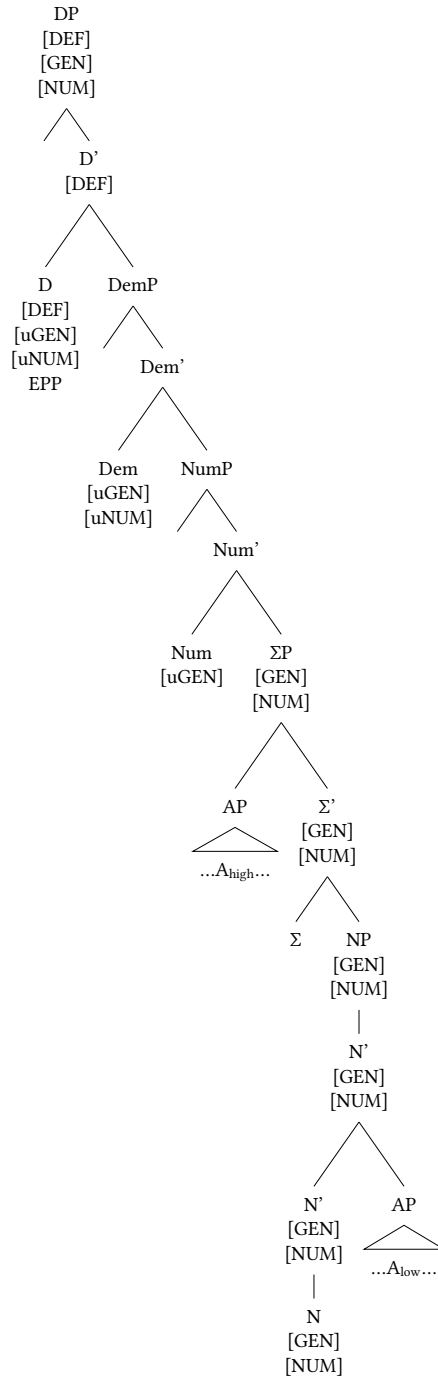 DP
[DEF]
[GEN]
[NUM]
D’
[DEF]
D DemP
[DEF]
[uGEN]
[uNUM]
EPP
Dem’
Dem NumP
[uGEN]
[uNUM]
Num’
Num ΣP
[uGEN] [GEN]
[NUM]
AP Σ’
[GEN]
...Ahigh... [NUM]
Σ NP
[GEN]
[NUM]
N’
[GEN]
[NUM]
N’ AP
[GEN]
[NUM] ...Alow...
N
[GEN]
[NUM]